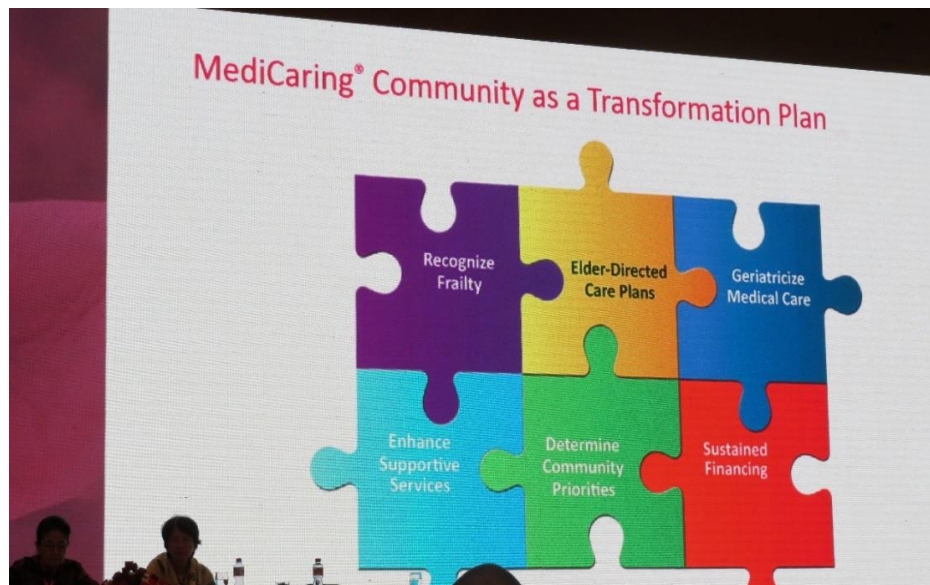 MediCaring® Community as a Transformation Plan
Recognize
Frailty
Elder-Directed
Care Plans
Geriatricize
Medical Care
Enhance
Supportive
Services
Determine
Community
Priorities
Sustained
Financing